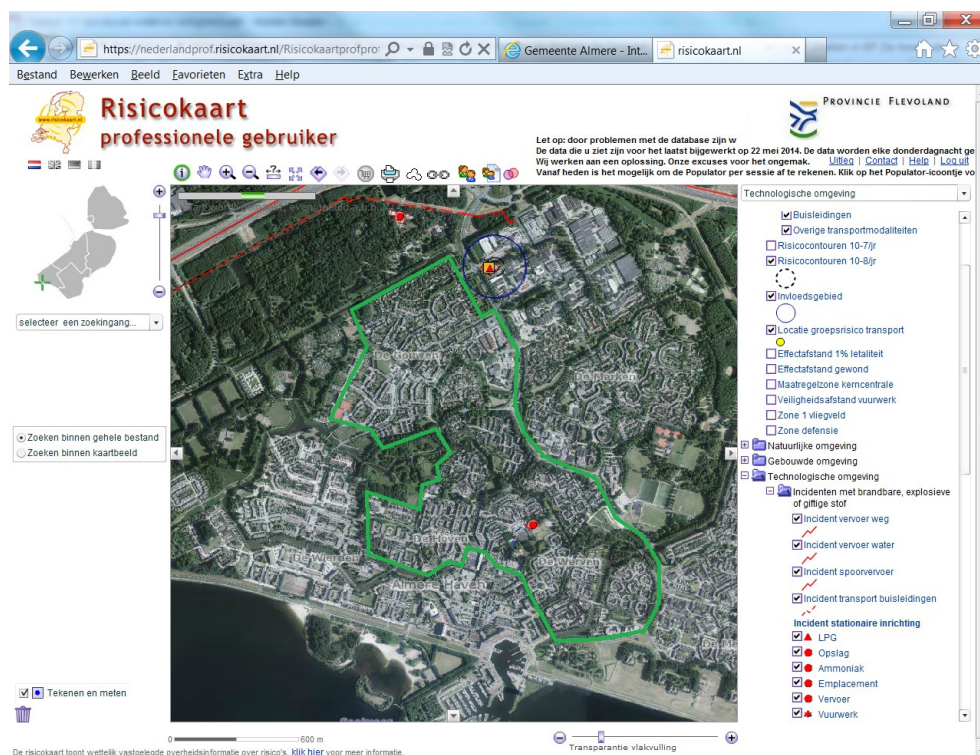 https://nederlandprof.risicokaart.nl/Risicokaartprofprof
Gemeente Almere - Int...
risicokaart.nl
Bestand Bewerken Beeld Favorieten Extra Help
www.risicokaart.nl
Risicokaart
professionele gebruiker
PROVINCIE FLEVOLAND
Let op: door problemen met de database zijn w
De data die u ziet zijn voor het laatst bijgewerkt op 22 mei 2014. De data worden elke donderdagnacht ge
Wij werken aan een oplossing. Onze excuses voor het ongemak. Uitleg | Contact | Help | Log uit
Vanaf heden is het mogelijk om de Populator per sessie af te rekenen. Klik op het Populator-icoontje vo
selecteer een zoekingang...
Zoeken binnen gehele bestand
Zoeken binnen kaartbeeld
Tekenen en meten
De Gouwen
De Marken
De Hoven
De Wierden
De Werven
Almere Haven
Technologische omgeving
Buisleidingen
Overige transportmodaliteiten
Risicocontouren 10-7/jr
Risicocontouren 10-8/jr
Invloedsgebied
Locatie groepsrisico transport
Effectafstand 1% letaliteit
Effectafstand gewond
Maatregelzone kerncentrale
Veiligheidsafstand vuurwerk
Zone 1 vliegveld
Zone defensie
Natuurlijke omgeving
Gebouwde omgeving
Technologische omgeving
Incidenten met brandbare, explosieve
of giftige stof
Incident vervoer weg
Incident vervoer water
Incident spoorvervoer
Incident transport buisleidingen
Incident stationaire inrichting
LPG
Opslag
Ammoniak
Emplacement
Vervoer
Vuurwerk
0 600 m
Transparantie vlakvulling
De risicokaart toont wettelijk vastgelegde overheidsinformatie over risico's. klik hier voor meer informatie.